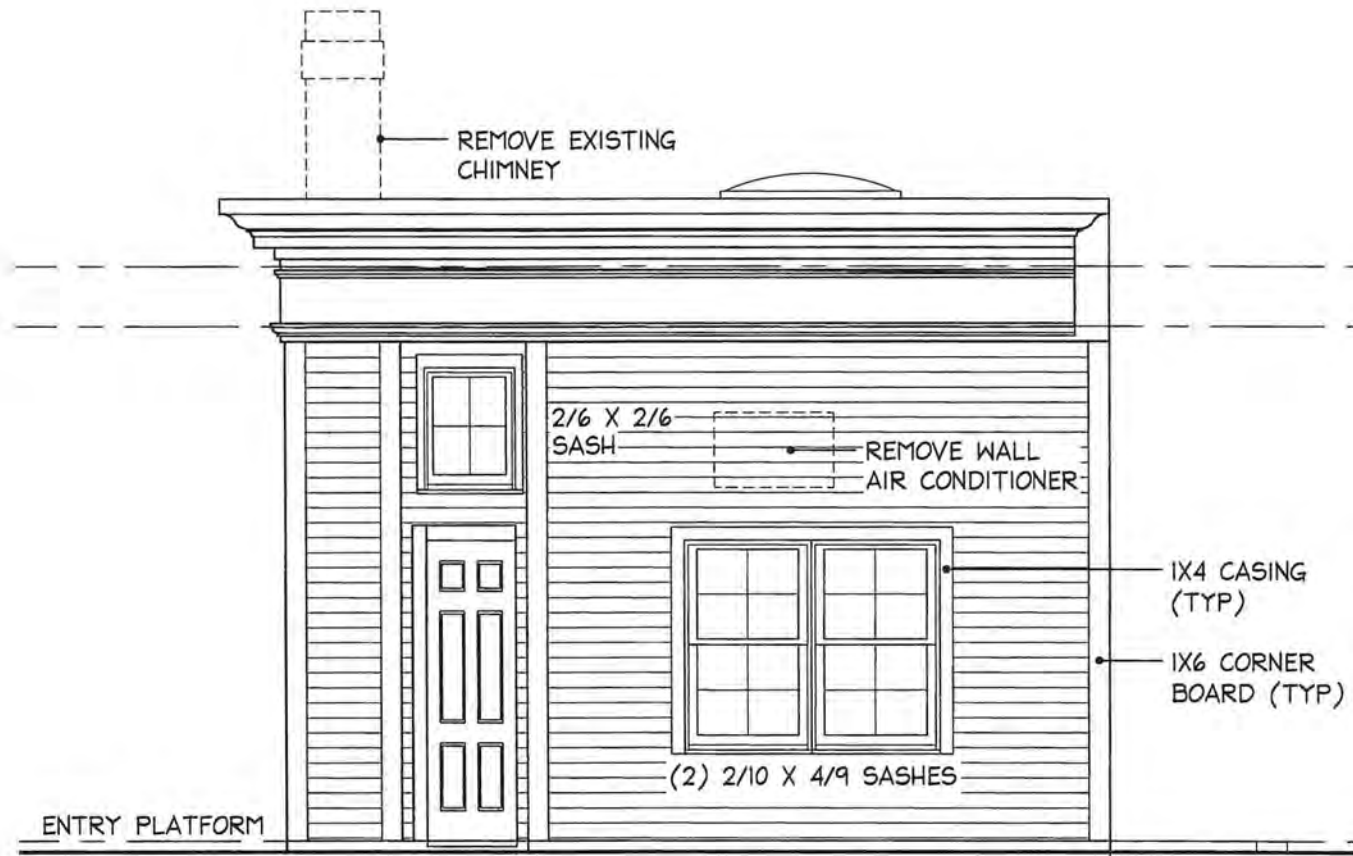 REMOVE EXISTING
CHIMNEY
2/6 X 2/6
SASH
REMOVE WALL
AIR CONDITIONER
1X4 CASING
(TYP)
1X6 CORNER
BOARD (TYP)
(2) 2/10 X 4/9 SASHES
ENTRY PLATFORM